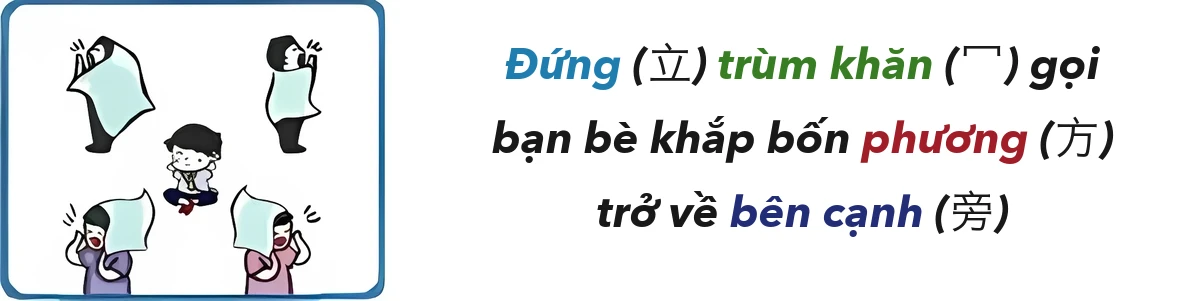 Đứng (立) trùm khăn (冖) gọi
bạn bè khắp bốn phương (方)
trở về bên cạnh (旁)